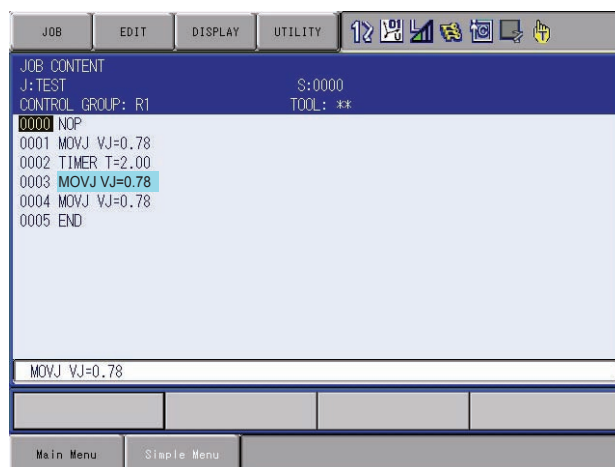 JOB EDIT DISPLAY UTILITY
JOB CONTENT
J:TEST S:0000
CONTROL GROUP: R1 TOOL: **
0000 NOP
0001 MOVJ VJ=0.78
0002 TIMER T=2.00
0003 MOVJ VJ=0.78
0004 MOVJ VJ=0.78
0005 END
MOVJ VJ=0.78
Main Menu Simple Menu